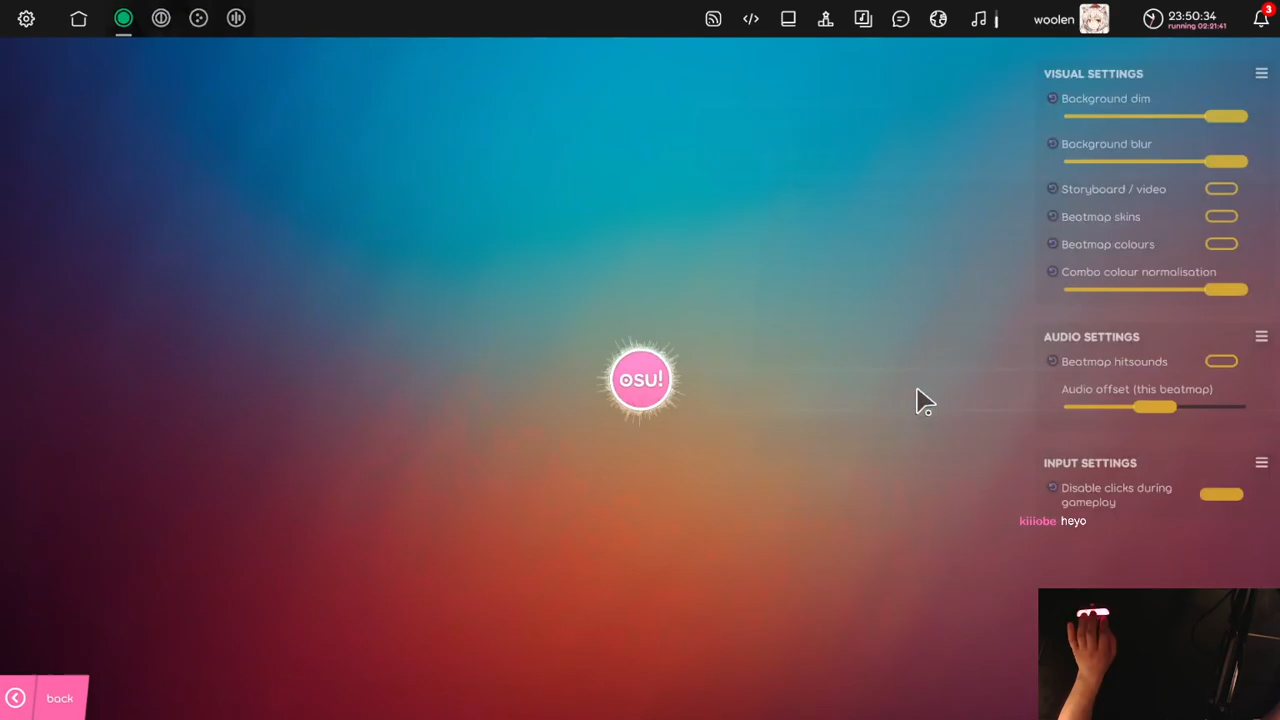 woolen
23:50:34
running 02:21:41
3
VISUAL SETTINGS
Background dim
Background blur
Storyboard / video
Beatmap skins
Beatmap colours
Combo colour normalisation
AUDIO SETTINGS
Beatmap hitsounds
Audio offset (this beatmap)
INPUT SETTINGS
Disable clicks during
gameplay
kiiiobe heyo
osu!
back